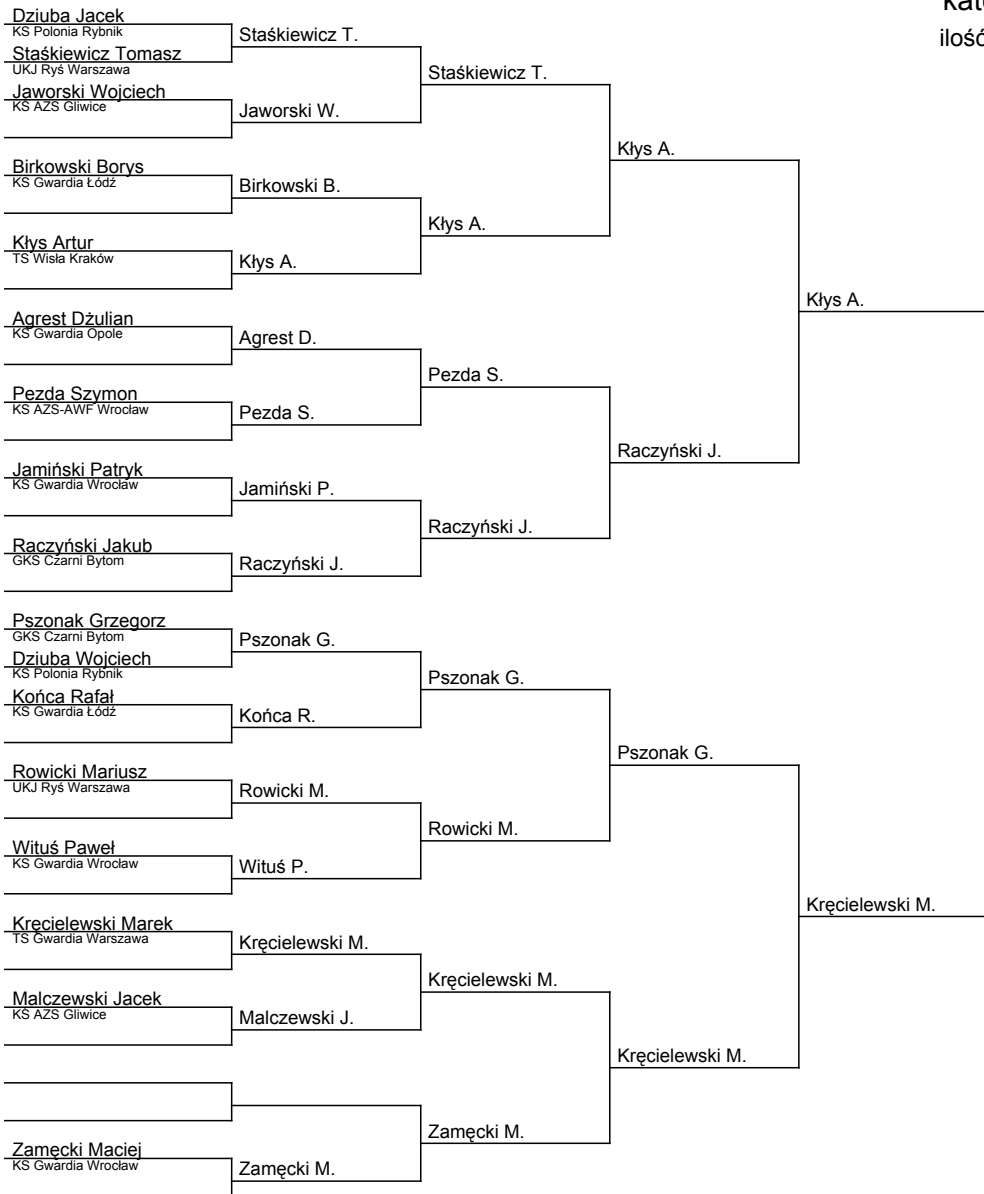 Dziuba Jacek
KS Polonia Rybnik
Staśkiewicz Tomasz
UKJ Ryś Warszawa
Jaworski Wojciech
KŚ AZS Gliwice
Birkowski Borys
KS Gwardia Łódź
Kłys Artur
TS Wisła Kraków
Agrest Dżulian
KS Gwardia Opole
Pezda Szymon
KS AZS-AWF Wrocław
Jamiński Patryk
KS Gwardia Wrocław
Raczyński Jakub
GKS Czarni Bytom
Pszonak Grzegorz
GKS Czarni Bytom
Dziuba Wojciech
KS Polonia Rybnik
Końca Rafał
KS Gwardia Łódź
Rowicki Mariusz
UKJ Ryś Warszawa
Wituś Paweł
KS Gwardia Wrocław
Kręcielewski Marek
TS Gwardia Warszawa
Malczewski Jacek
KŚ AZS Gliwice
Zamęcki Maciej
KS Gwardia Wrocław
Staśkiewicz T.
Jaworski W.
Birkowski B.
Kłys A.
Agrest D.
Pezda S.
Jamiński P.
Raczyński J.
Pszonak G.
Końca R.
Rowicki M.
Wituś P.
Kręcielewski M.
Malczewski J.
Zamęcki M.
Staśkiewicz T.
Kłys A.
Pezda S.
Raczyński J.
Pszonak G.
Rowicki M.
Kręcielewski M.
Zamęcki M.
Kłys A.
Raczyński J.
Pszonak G.
Kręcielewski M.
Kłys A.
Kręcielewski M.
ilość